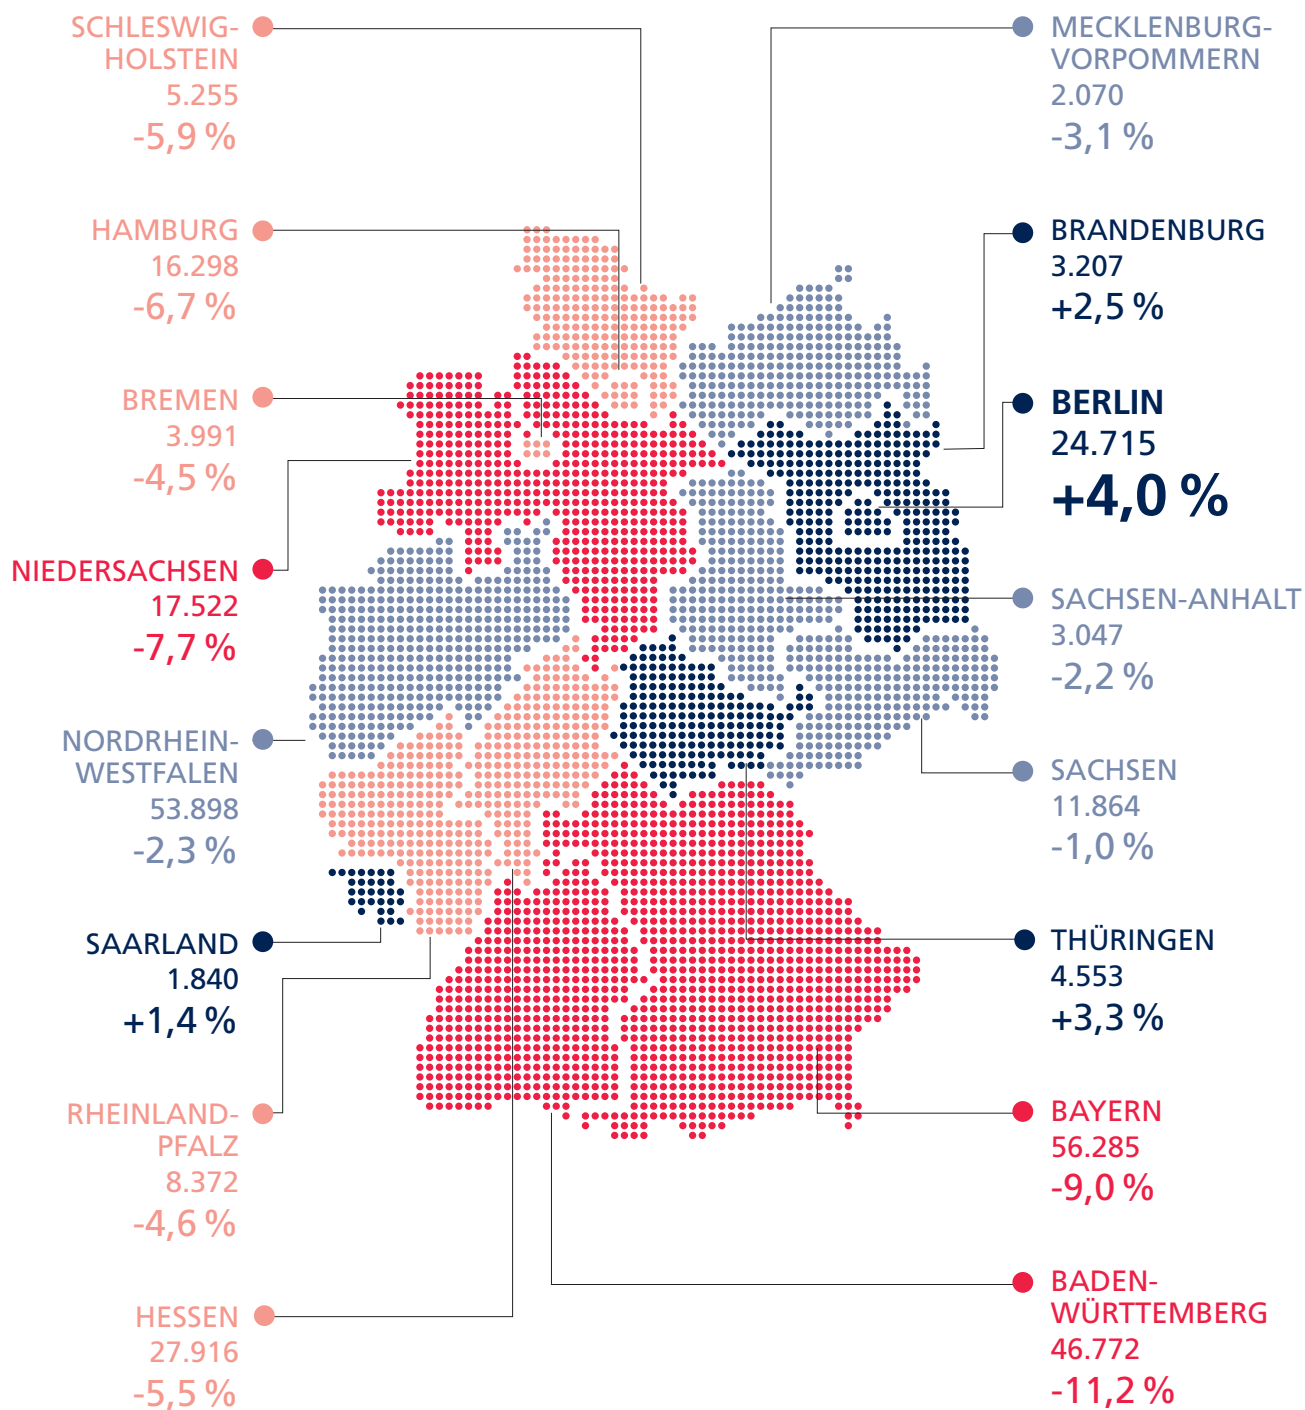 SCHLESWIG-
HOLSTEIN
5.255
-5,9 %
HAMBURG
16.298
-6,7 %
BREMEN
3.991
-4,5 %
NIEDERSACHSEN
17.522
-7,7 %
NORDRHEIN-
WESTFALEN
53.898
-2,3 %
SAARLAND
1.840
+1,4 %
RHEINLAND-
PFALZ
8.372
-4,6 %
HESSEN
27.916
-5,5 %
MECKLENBURG-
VORPOMMERN
2.070
-3,1 %
BRANDENBURG
3.207
+2,5 %
BERLIN
24.715
+4,0 %
SACHSEN-ANHALT
3.047
-2,2 %
SACHSEN
11.864
-1,0 %
THÜRINGEN
4.553
+3,3 %
BAYERN
56.285
-9,0 %
BADEN-
WÜRTTEMBERG
46.772
-11,2 %